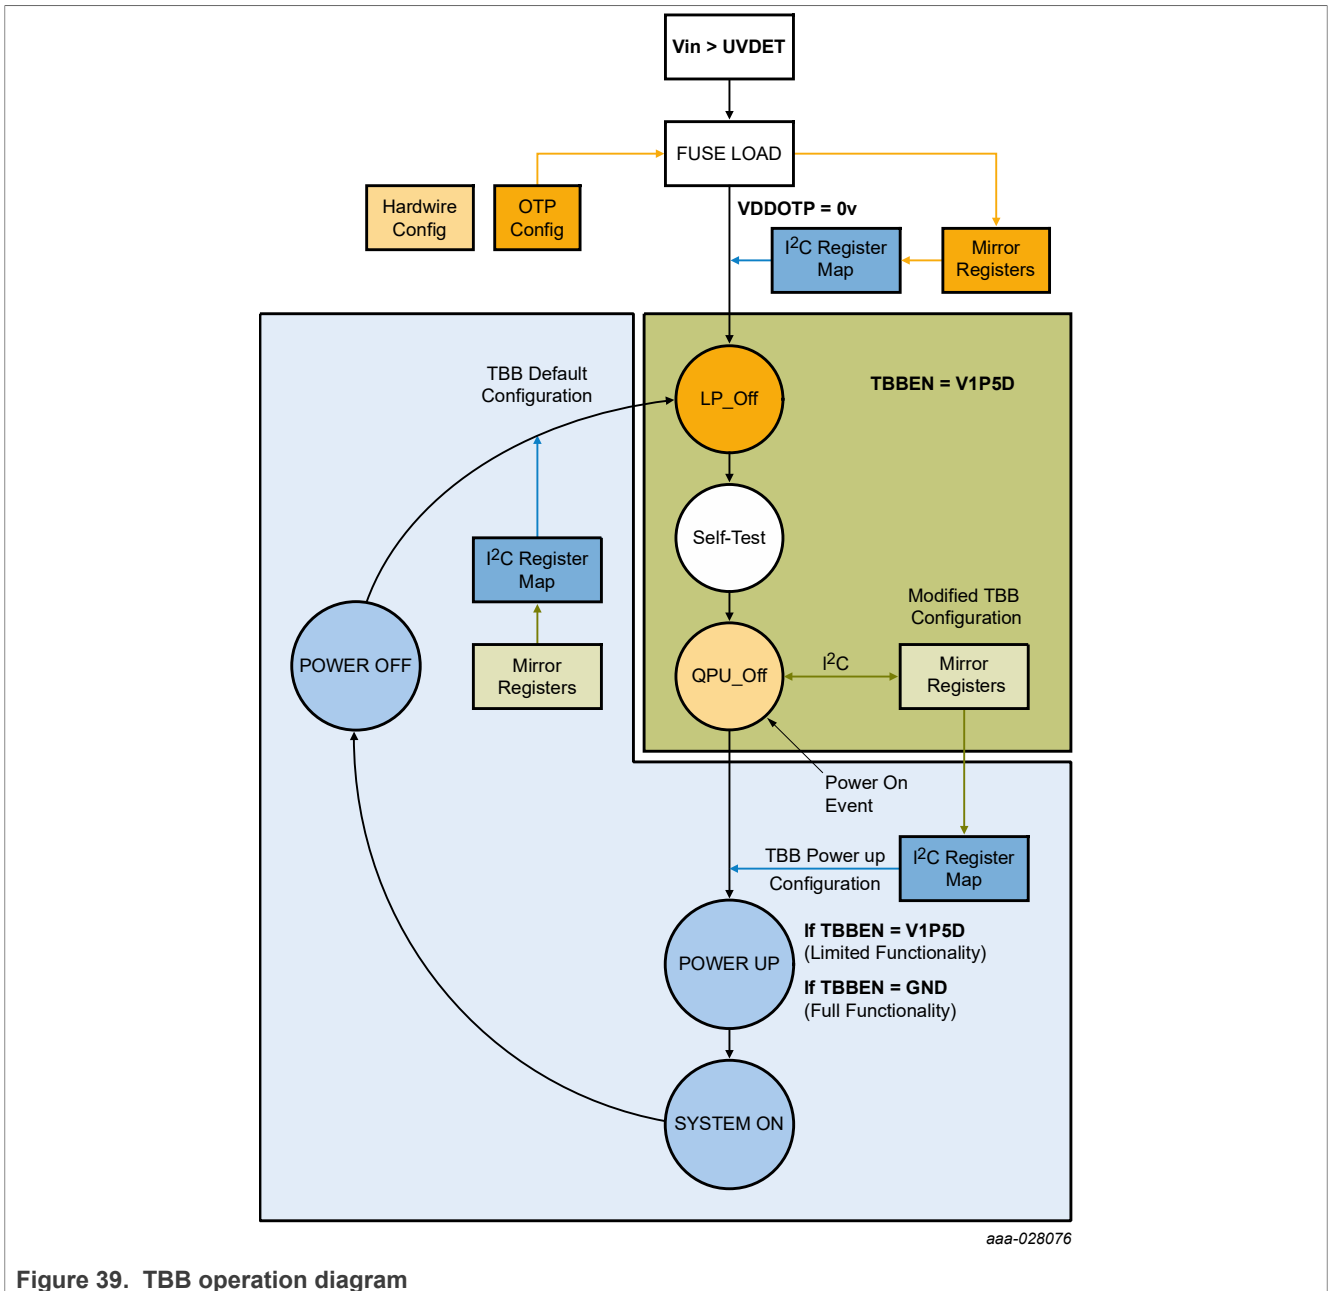 Vin > UVDET
FUSE LOAD
Hardwire
Config
OTP
Config
VDDOTP = 0v
I2C Register
Map
Mirror
Registers
TBB Default
Configuration
LP_Off
TBBEN = V1P5D
Self-Test
I2C Register
Map
Modified TBB
Configuration
POWER OFF
Mirror
Registers
QPU_Off
I2C
Mirror
Registers
Power On
Event
TBB Power up
Configuration
I2C Register
Map
POWER UP
If TBBEN = V1P5D
(Limited Functionality)
If TBBEN = GND
(Full Functionality)
SYSTEM ON
aaa-028076
Figure 39. TBB operation diagram